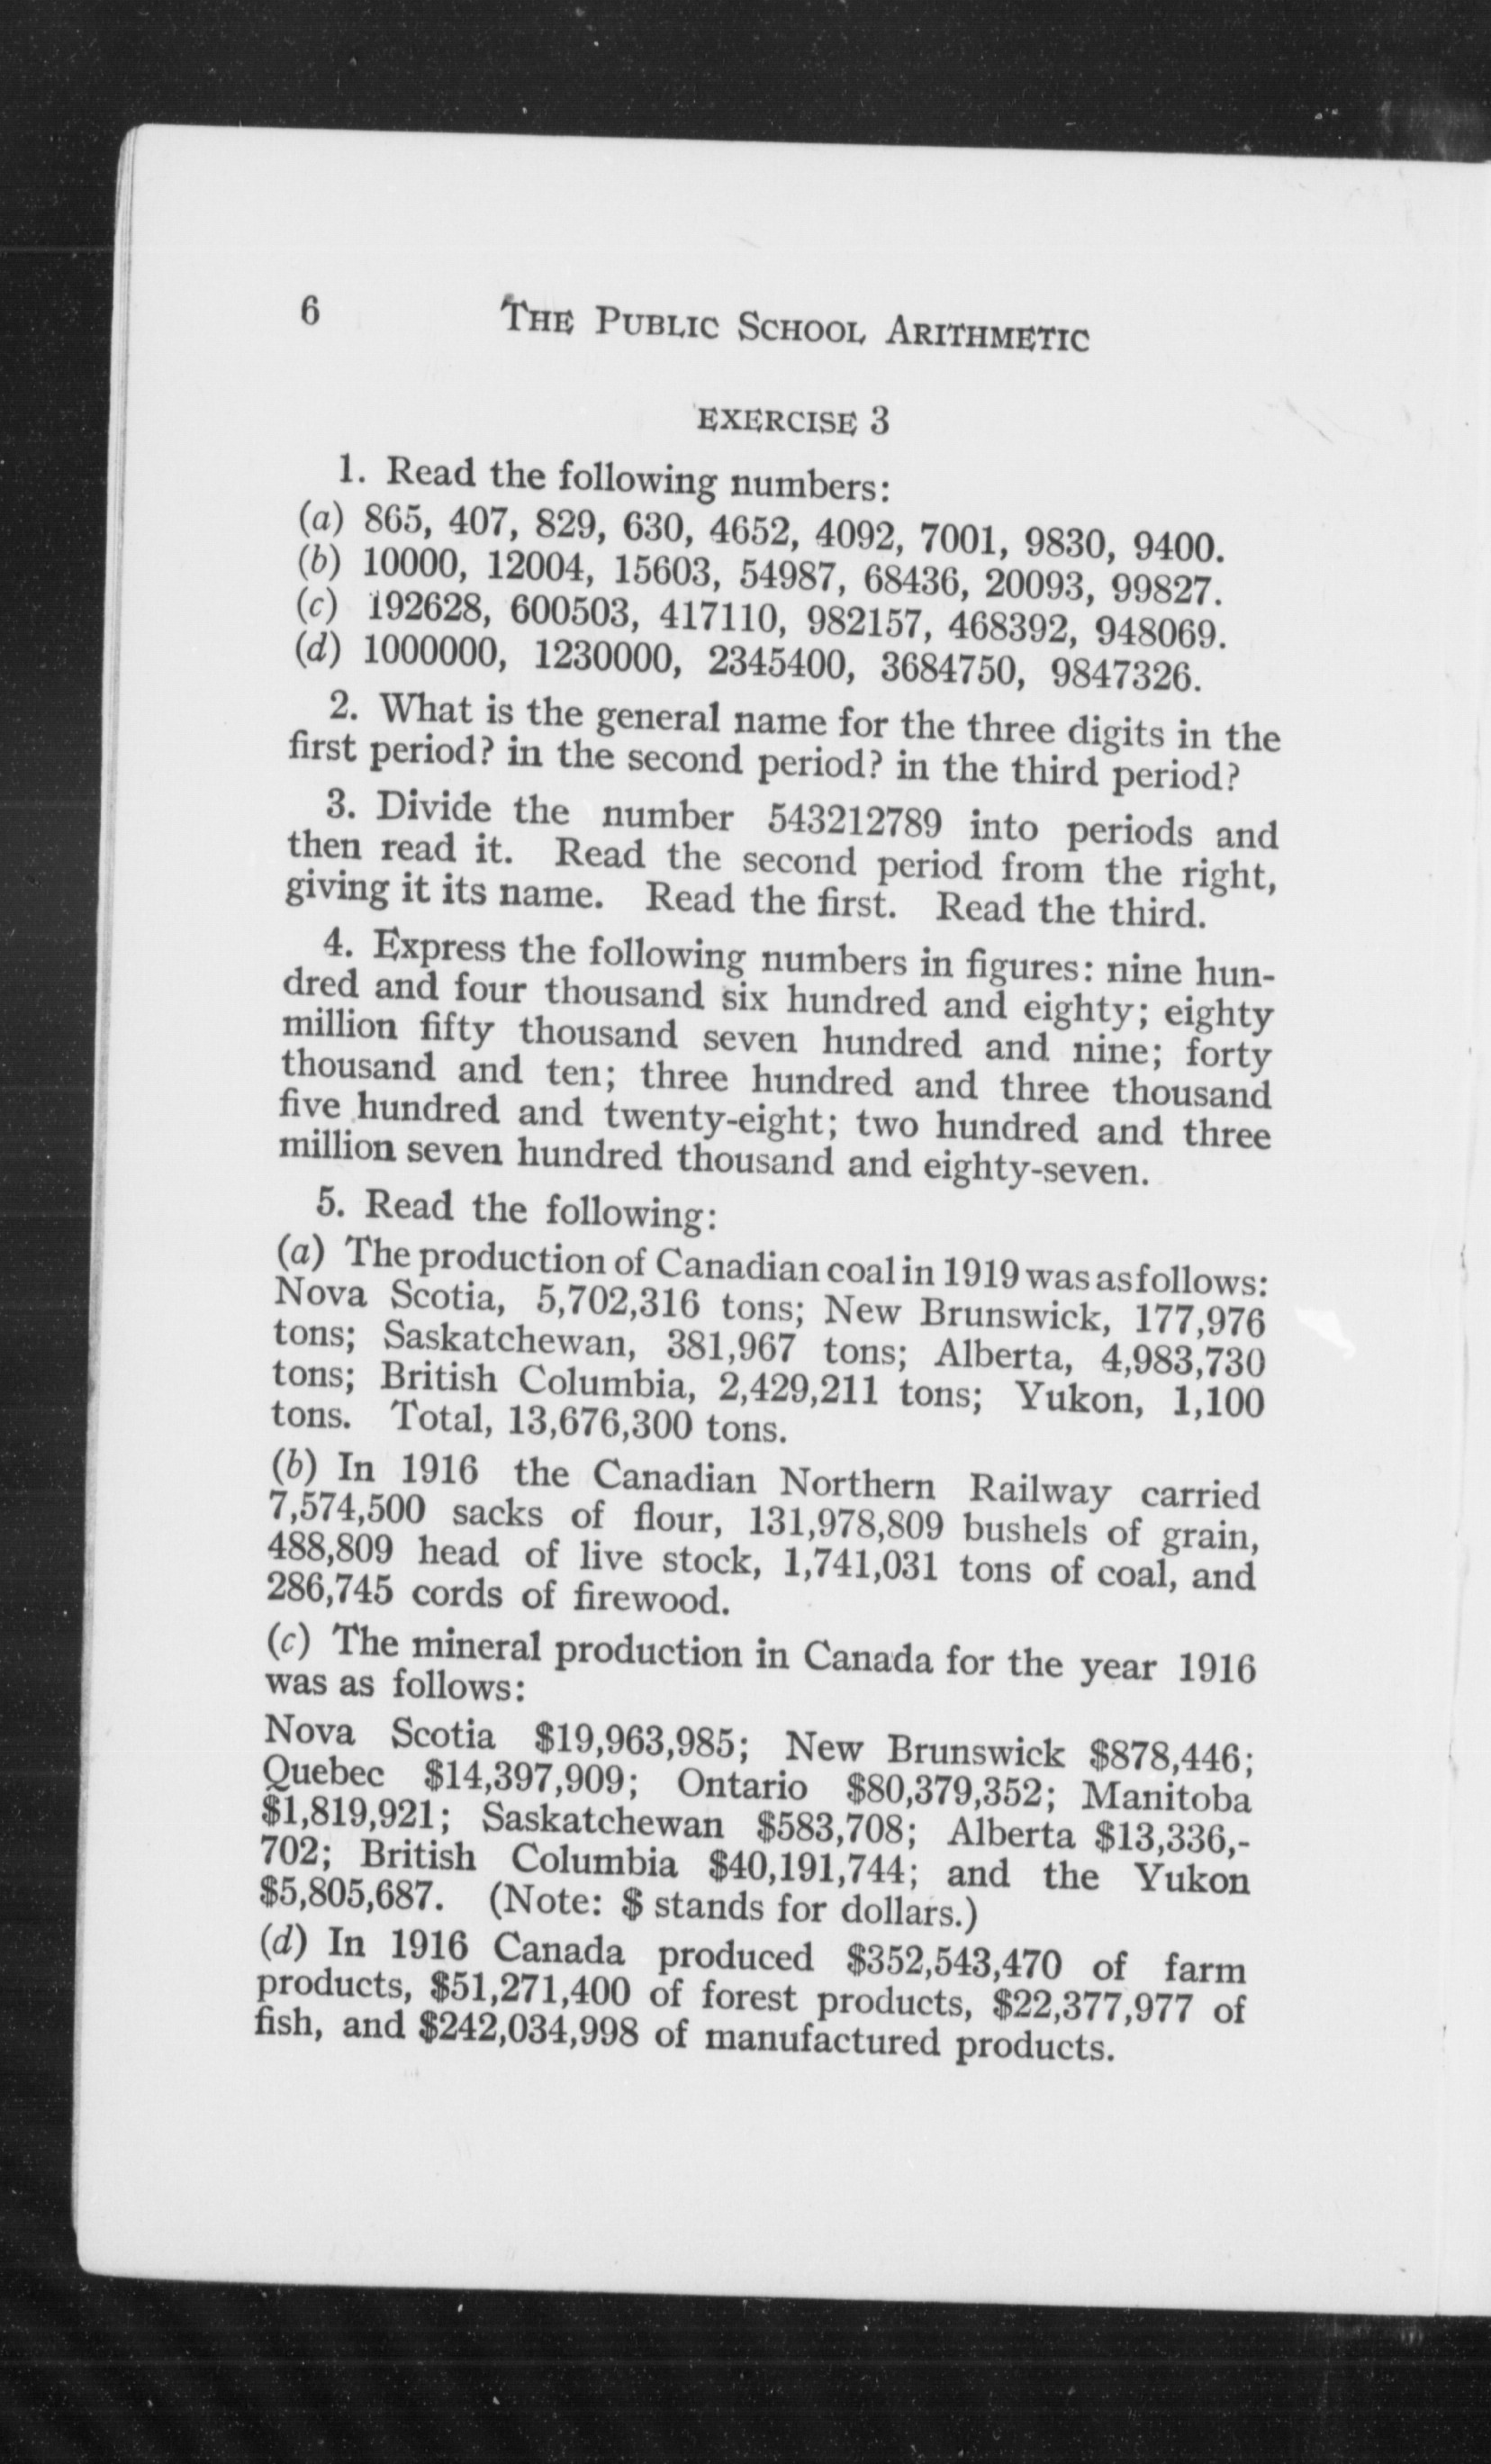 6 THE PUBLIC SCHOOL ARITHMETIC
EXERCISE 3
1. Read the following numbers:
(a) 865, 407, 829, 630, 4652, 4092, 7001, 9830, 9400.
(b) 10000, 12004, 15603, 54987, 68436, 20093, 99827.
(c) 192628, 600503, 417110, 982157, 468392, 948069.
(d) 1000000, 1230000, 2345400, 3684750, 9847326.
2. What is the general name for the three digits in the
first period? in the second period? in the third period?
3. Divide the number 543212789 into periods and
then read it. Read the second period from the right,
giving it its name. Read the first. Read the third.
4. Express the following numbers in figures: nine hun-
dred and four thousand six hundred and eighty; eighty
million fifty thousand seven hundred and nine; forty
thousand and ten; three hundred and three thousand
five hundred and twenty-eight; two hundred and three
million seven hundred thousand and eighty-seven.
5. Read the following:
(a) The production of Canadian coal in 1919 was as follows:
Nova Scotia, 5,702,316 tons; New Brunswick, 177,976
tons; Saskatchewan, 381,967 tons; Alberta, 4,983,730
tons; British Columbia, 2,429,211 tons; Yukon, 1,100
tons. Total, 13,676,300 tons.
(b) In 1916 the Canadian Northern Railway carried
7,574,500 sacks of flour, 131,978,809 bushels of grain,
488,809 head of live stock, 1,741,031 tons of coal, and
286,745 cords of firewood.
(c) The mineral production in Canada for the year 1916
was as follows:
Nova Scotia $19,963,985; New Brunswick $878,446;
Quebec $14,397,909; Ontario $80,379,352; Manitoba
$1,819,921; Saskatchewan $583,708; Alberta $13,336,-
702; British Columbia $40,191,744; and the Yukon
$5,805,687. (Note: $ stands for dollars.)
(d) In 1916 Canada produced $352,543,470 of farm
products, $51,271,400 of forest products, $22,377,977 of
fish, and $242,034,998 of manufactured products.